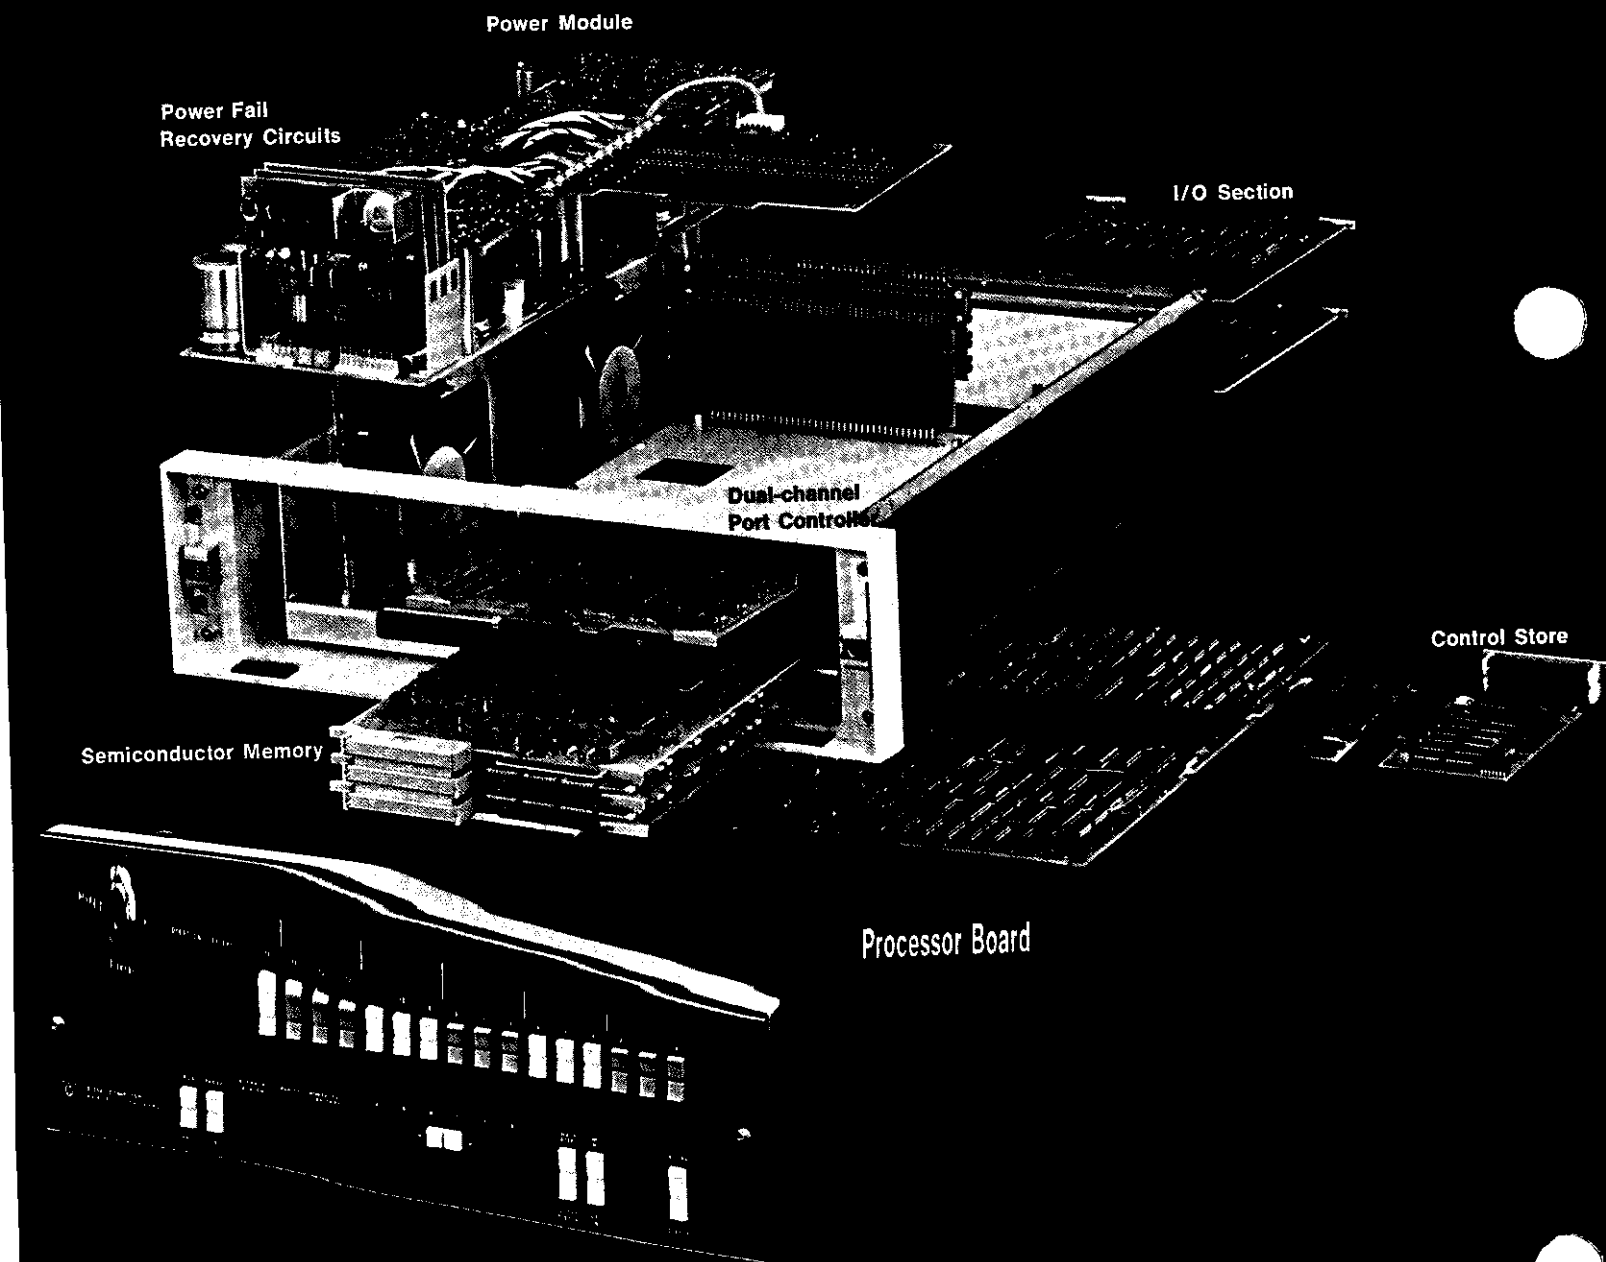 Power Module
Power Fail
Recovery Circuits
I/O Section
Dual-channel
Port Controller
Control Store
Semiconductor Memory
Processor Board